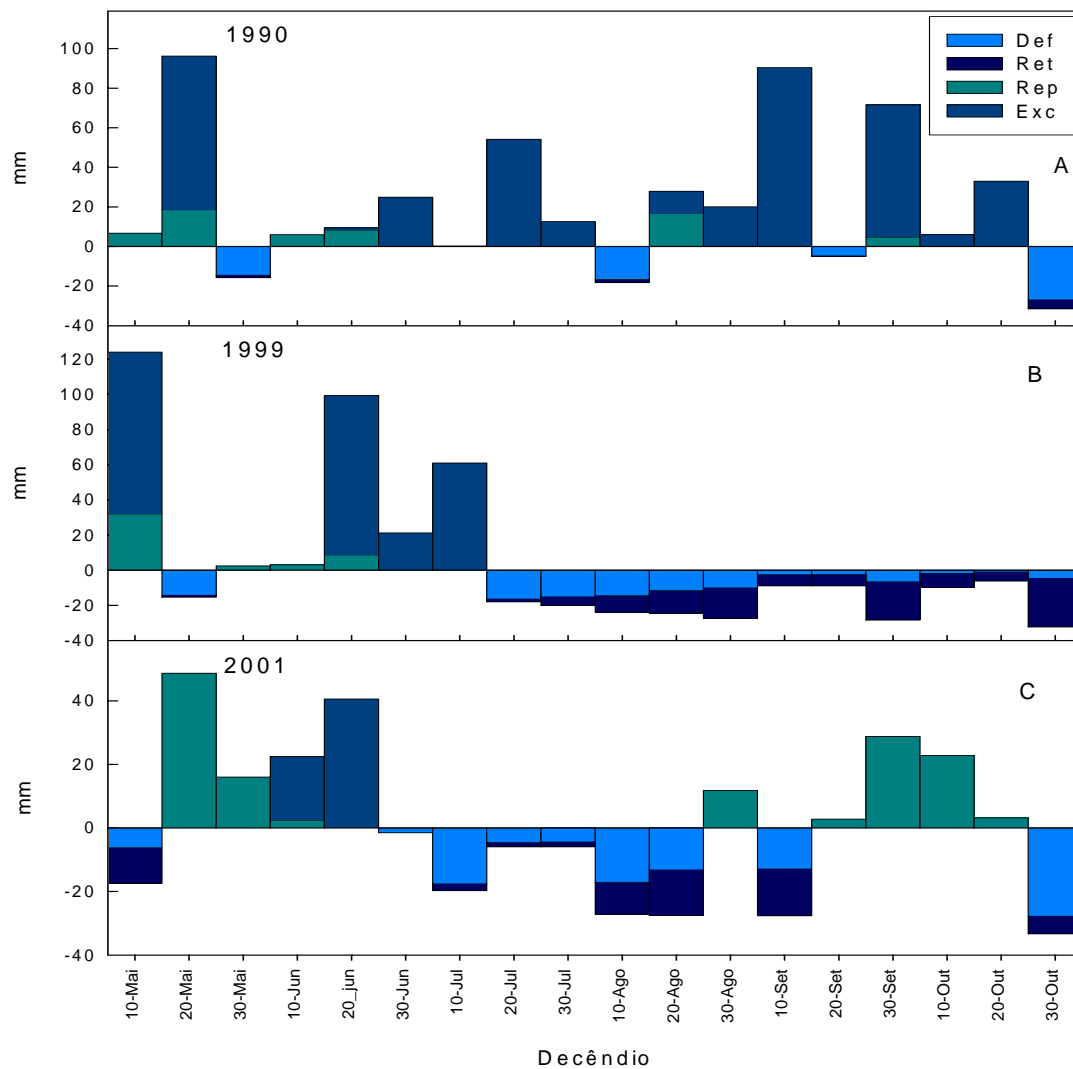 1990
Def
Ret
Rep
Exc
A
mm
100
80
60
40
20
0
-20
-40
1999
B
mm
120
100
80
60
40
20
0
-20
-40
2001
C
mm
40
20
0
-20
-40
10-Mai
20-Mai
30-Mai
10-Jun
20_jun
30-Jun
10-Jul
20-Jul
30-Jul
10-Ago
20-Ago
30-Ago
10-Set
20-Set
30-Set
10-Out
20-Out
30-Out
Decêndio